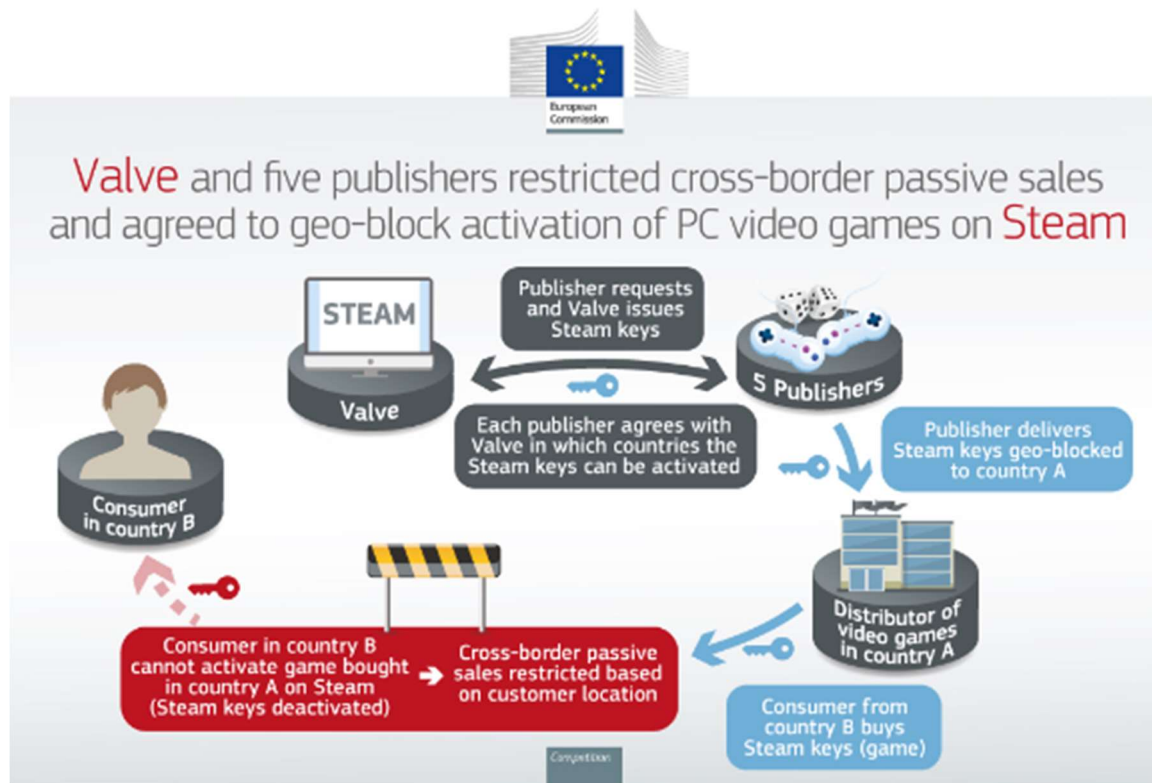 European
Commission
Valve and five publishers restricted cross-border passive sales
and agreed to geo-block activation of PC video games on Steam
STEAM
Valve
Publisher requests
and Valve issues
Steam keys
5 Publishers
Each publisher agrees with
Valve in which countries the
Steam keys can be activated
Publisher delivers
Steam keys geo-blocked
to country A
Consumer
in country B
Distributor of
video games
in country A
Consumer in country B
cannot activate game bought
in country A on Steam
(Steam keys deactivated)
Cross-border passive
sales restricted based
on customer location
Consumer from
country B buys
Steam keys (game)
Competition